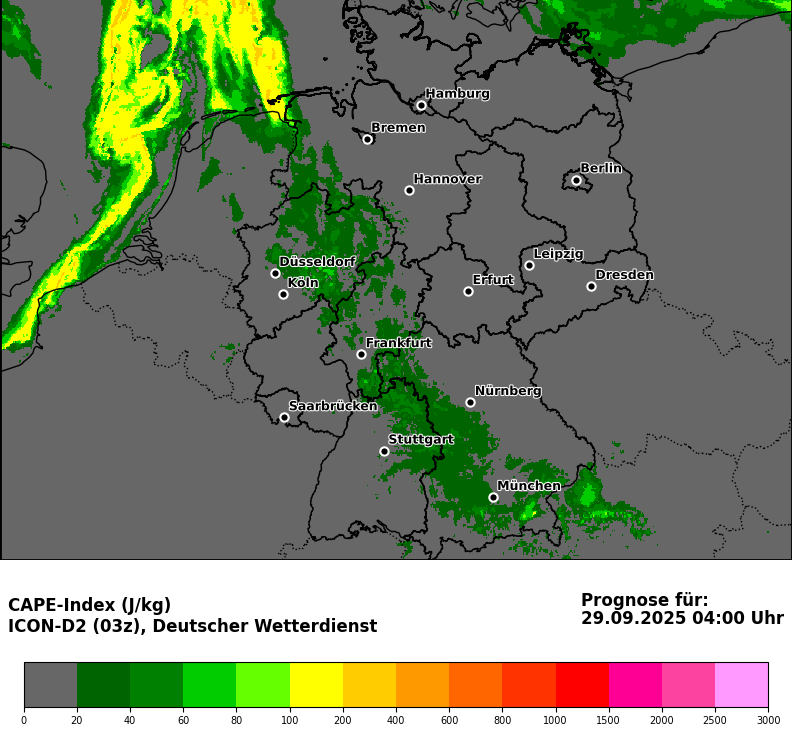 Hamburg
Bremen
Berlin
Hannover
Leipzig
Düsseldorf
Dresden
Köln
Erfurt
Frankfurt
Nürnberg
Saarbrücken
Stuttgart
München
CAPE-Index (J/kg)
ICON-D2 (03z), Deutscher Wetterdienst
Prognose für:
29.09.2025 04:00 Uhr
0 20 40 60 80 100 200 400 600 800 1000 1500 2000 2500 3000